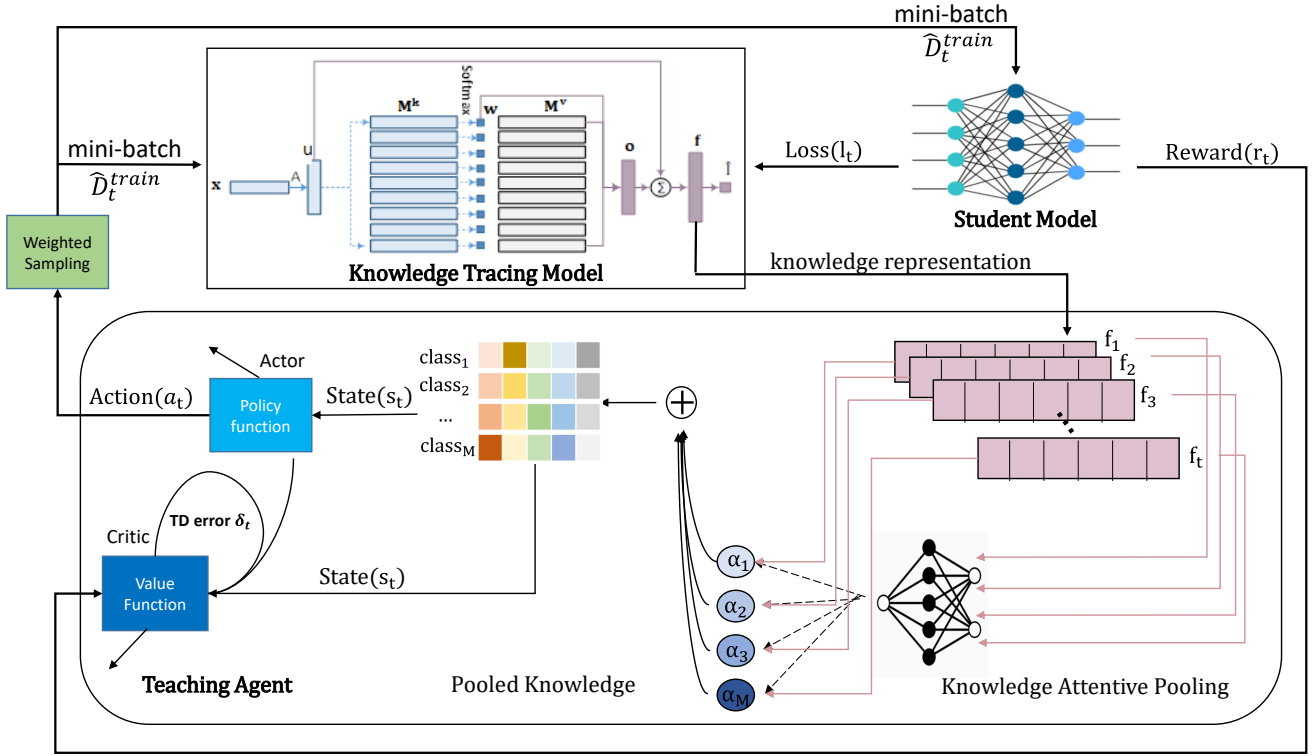 mini-batch
D̂_t^{train}
Softmax
M^k
w
M^v
mini-batch
D̂_t^{train}
x
A
u
o
f
Σ
l̂
Loss(l_t)
Reward(r_t)
Student Model
Weighted
Sampling
Knowledge Tracing Model
knowledge representation
Actor
Action(a_t)
Policy
function
State(s_t)
class_1
class_2
...
class_M
f_1
f_2
f_3
f_t
TD error δ_t
Critic
Value
Function
State(s_t)
α_1
α_2
α_3
α_M
Teaching Agent
Pooled Knowledge
Knowledge Attentive Pooling